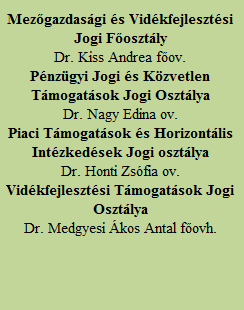 Mezőgazdasági és Vidékfejlesztési
Jogi Főosztály
Dr. Kiss Andrea főov.
Pénzügyi Jogi és Közvetlen
Támogatások Jogi Osztálya
Dr. Nagy Edina ov.
Piaci Támogatások és Horizontális
Intézkedések Jogi osztálya
Dr. Honti Zsófia ov.
Vidékfejlesztési Támogatások Jogi
Osztálya
Dr. Medgyesi Ákos Antal főovh.